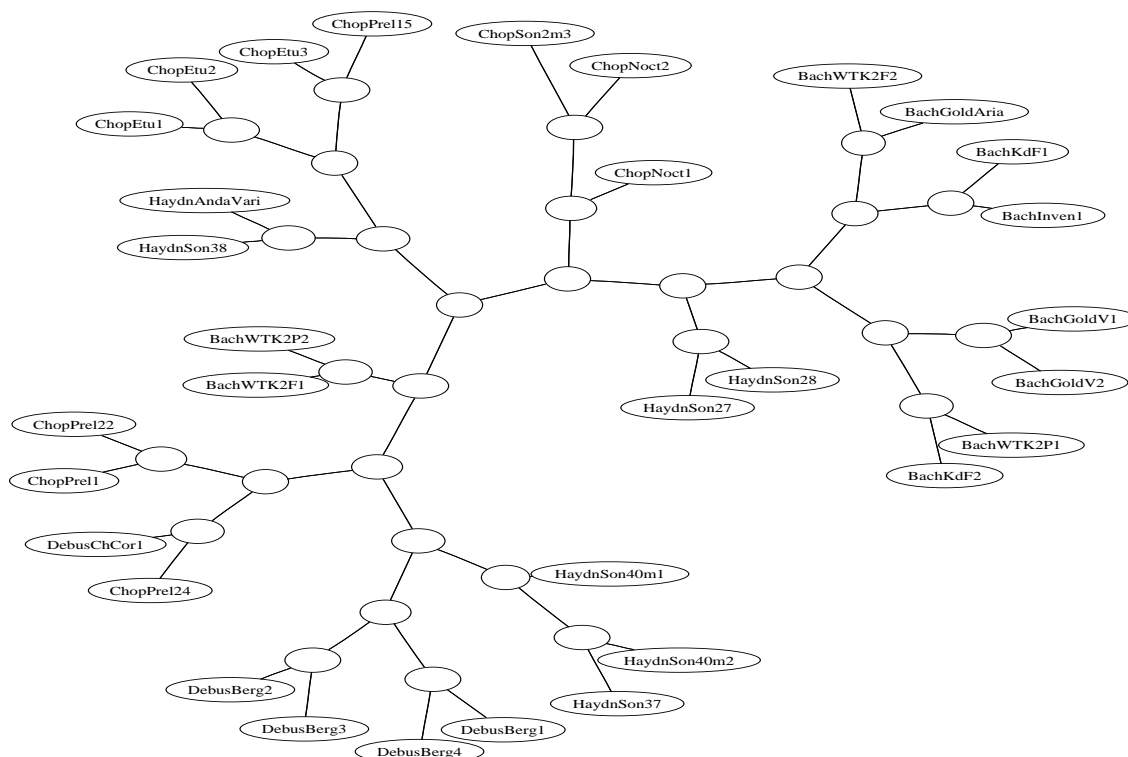 ChopPrel15
ChopEtu3
ChopEtu2
ChopEtu1
ChopSon2m3
ChopNoct2
BachWTK2F2
BachGoldAria
BachKdF1
BachInven1
ChopNoct1
HaydnAndaVari
HaydnSon38
BachGoldV1
BachGoldV2
BachWTK2P2
BachWTK2F1
HaydnSon28
HaydnSon27
ChopPrel22
ChopPrel1
BachWTK2P1
BachKdF2
DebusChCor1
ChopPrel24
HaydnSon40m1
HaydnSon40m2
HaydnSon37
DebusBerg2
DebusBerg3
DebusBerg1
DebusBerg4